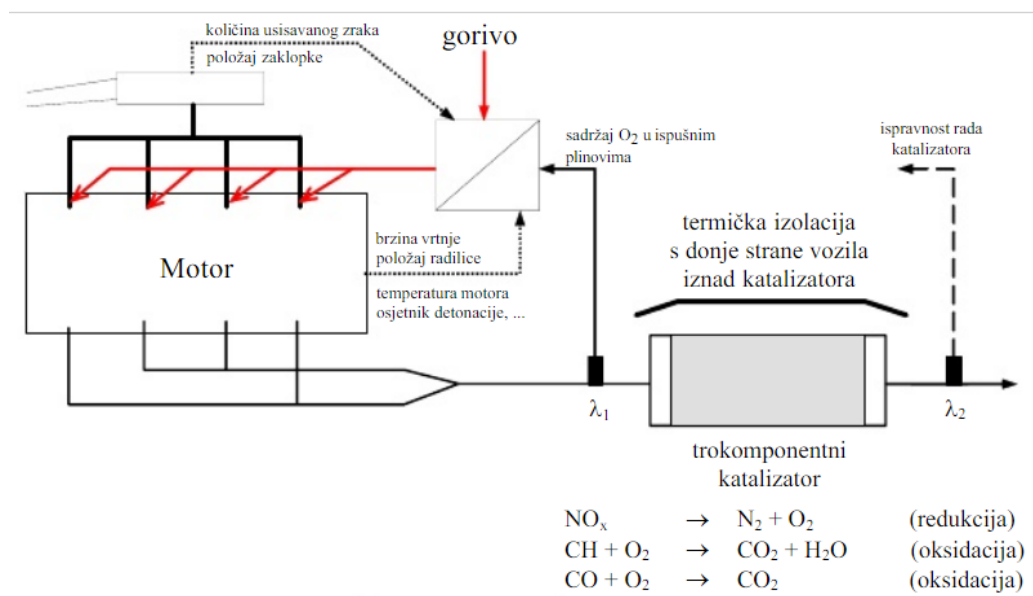 količina usisavanog zraka
položaj zaklopke
gorivo
sadržaj O₂ u ispušnim
plinovima
ispravnost rada
katalizatora
termička izolacija
s donje strane vozila
iznad katalizatora
brzina vrtnje
položaj radilice
Motor
temperatura motora
osjetnik detonacije, ...
λ₁
λ₂
trokomponentni
katalizator
NOₓ → N₂ + O₂ (redukcija)
CH + O₂ → CO₂ + H₂O (oksidacija)
CO + O₂ → CO₂ (oksidacija)